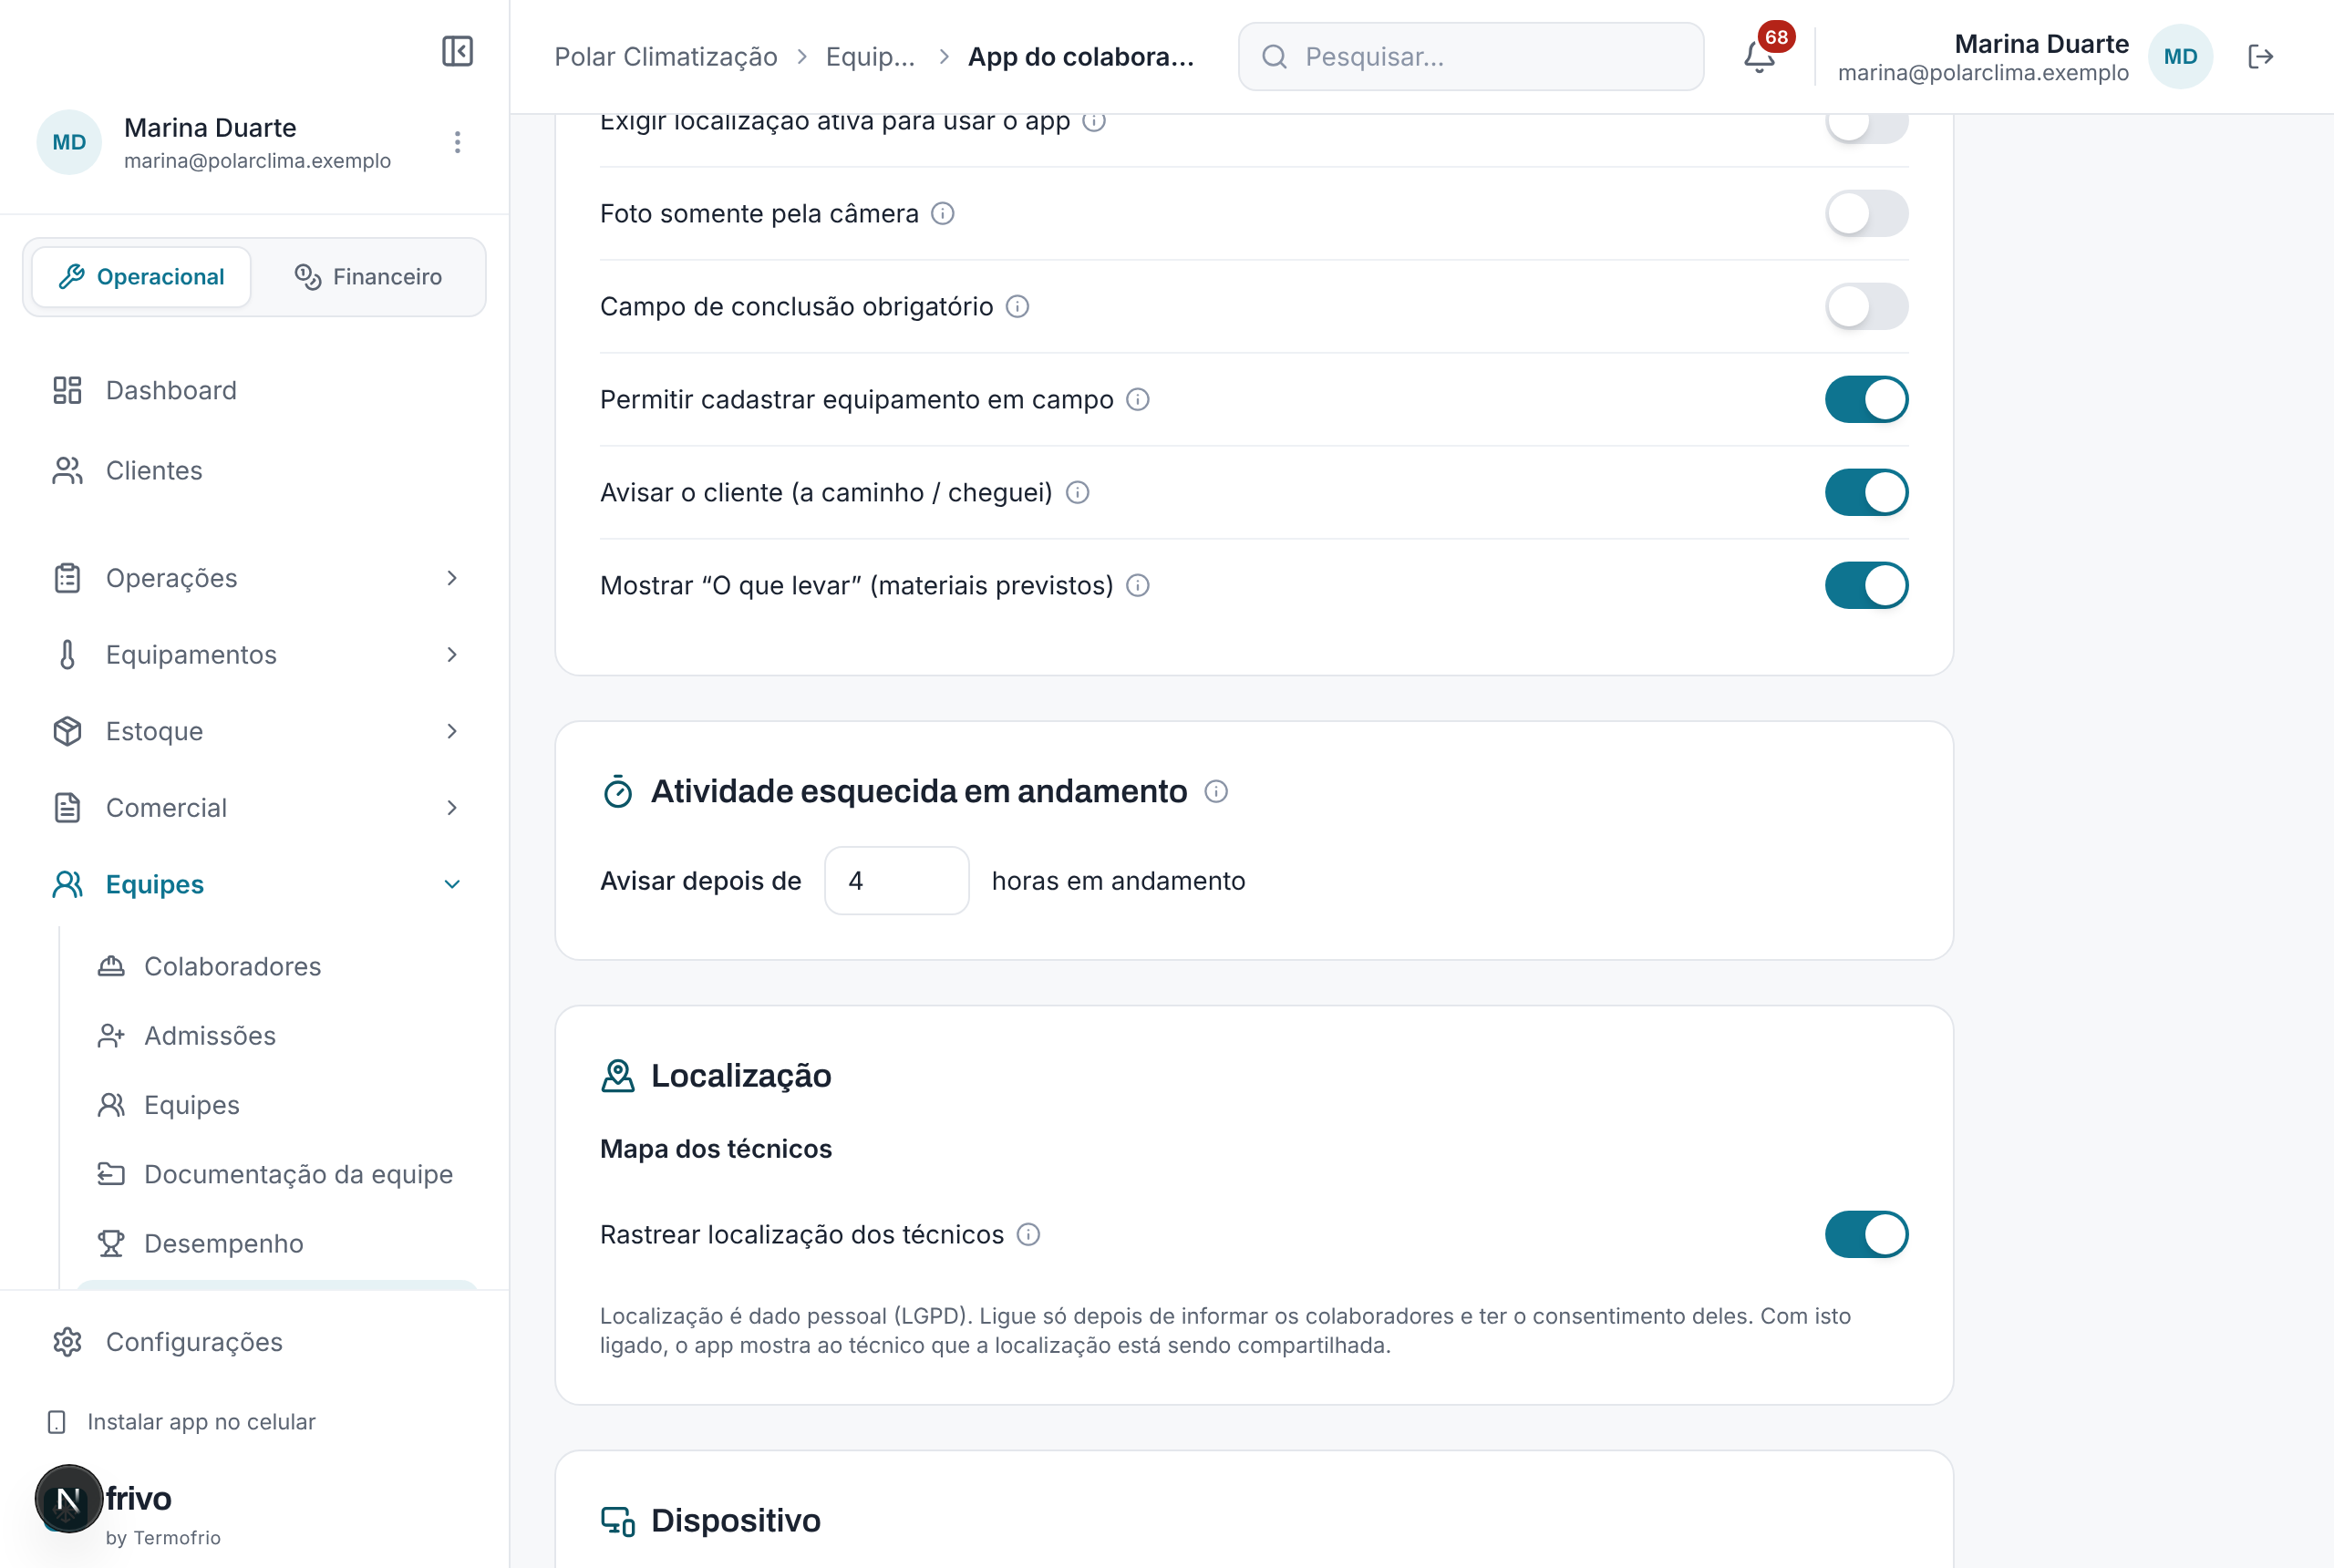 Marina Duarte
marina@polarclima.exemplo
MD
Operacional
Financeiro
Dashboard
Clientes
Operações
Equipamentos
Estoque
Comercial
Equipes
Colaboradores
Admissões
Equipes
Documentação da equipe
Desempenho
Configurações
Instalar app no celular
N
frivo
by Termofrio
Polar Climatização > Equip... > App do colabora...
Pesquisar...
68
Marina Duarte
marina@polarclima.exemplo
MD
Exigir localização ativa para usar o app
Foto somente pela câmera
Campo de conclusão obrigatório
Permitir cadastrar equipamento em campo
Avisar o cliente (a caminho / cheguei)
Mostrar “O que levar” (materiais previstos)
Atividade esquecida em andamento
Avisar depois de 4 horas em andamento
Localização
Mapa dos técnicos
Rastrear localização dos técnicos
Localização é dado pessoal (LGPD). Ligue só depois de informar os colaboradores e ter o consentimento deles. Com isto
ligado, o app mostra ao técnico que a localização está sendo compartilhada.
Dispositivo